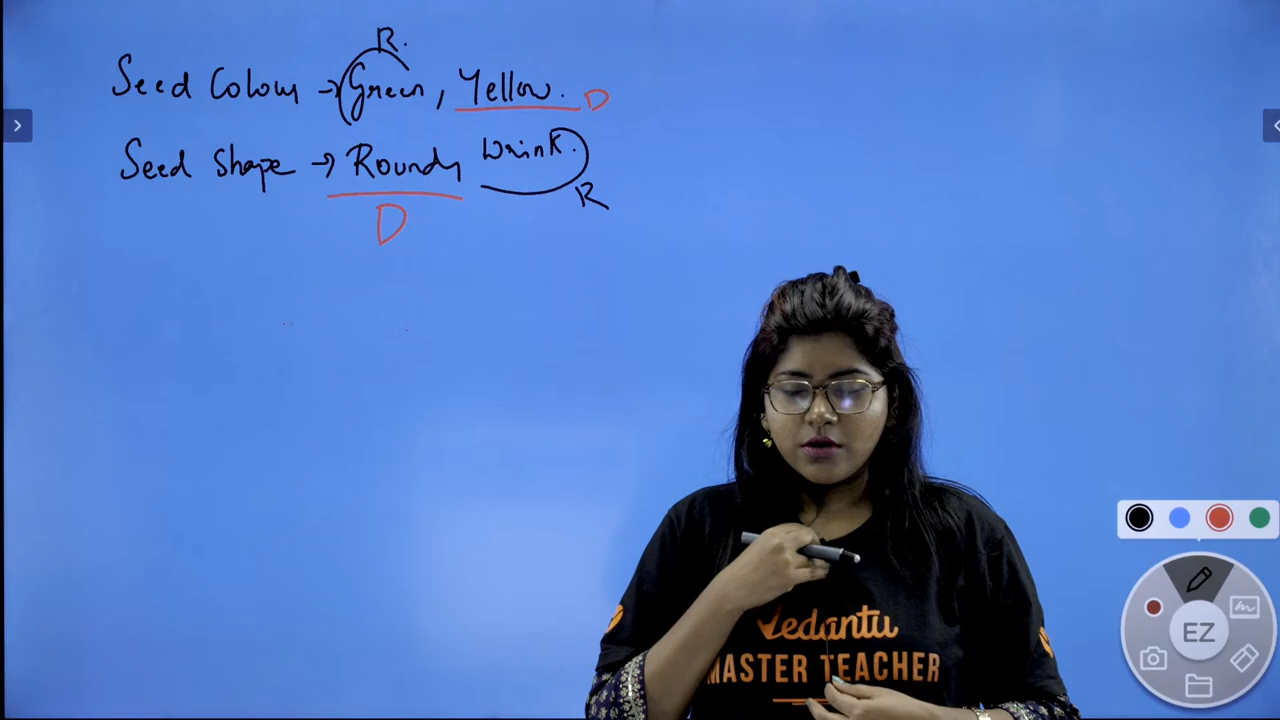 R.
Seed Colour → Green, Yellow. D
Seed Shape → Round, Wrink.
D
R
Vedantu
MASTER TEACHER
EZ